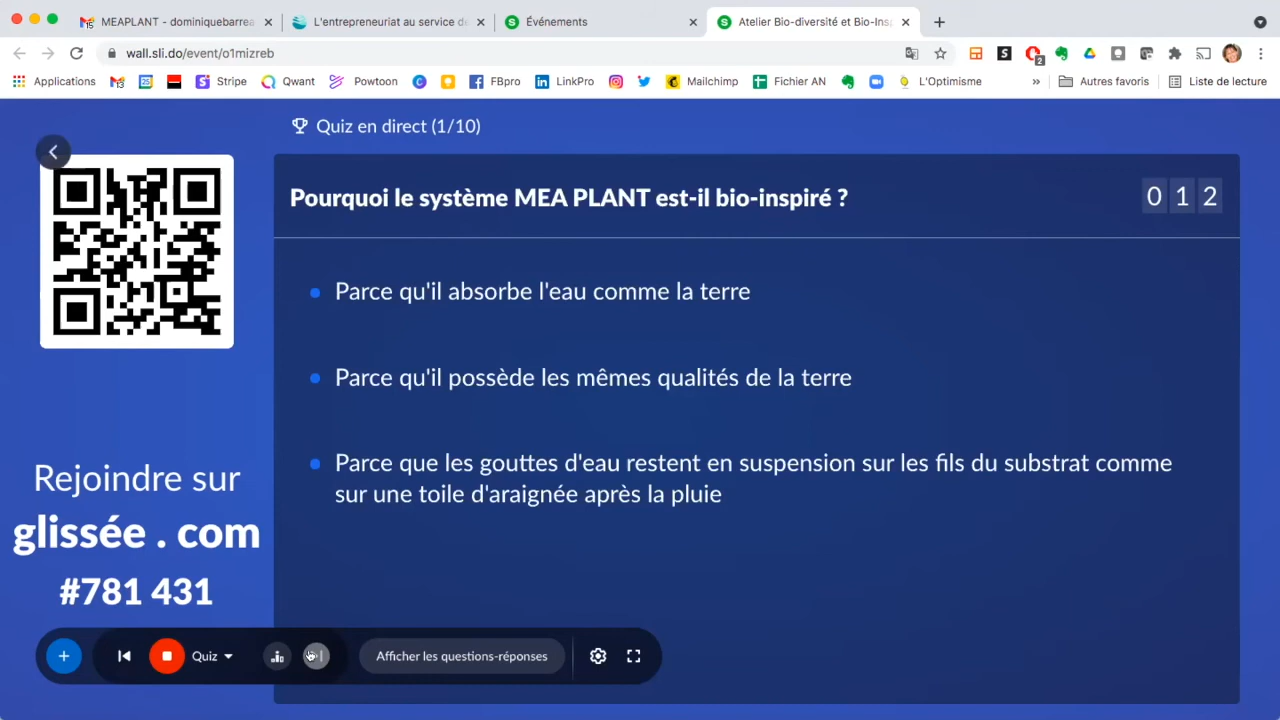 MEAPLANT - dominiquebarrea
L'entrepreneuriat au service de
Événements
Atelier Bio-diversité et Bio-Insp
wall.sli.do/event/o1mizreb
Applications
Stripe
Qwant
Powtoon
FBpro
LinkPro
Mailchimp
Fichier AN
L'Optimisme
»
Autres favoris
Liste de lecture
Quiz en direct (1/10)
Pourquoi le système MEA PLANT est-il bio-inspiré ?
012
Parce qu'il absorbe l'eau comme la terre
Parce qu'il possède les mêmes qualités de la terre
Parce que les gouttes d'eau restent en suspension sur les fils du substrat comme
sur une toile d'araignée après la pluie
Rejoindre sur
glissée . com
#781 431
Quiz
Afficher les questions-réponses